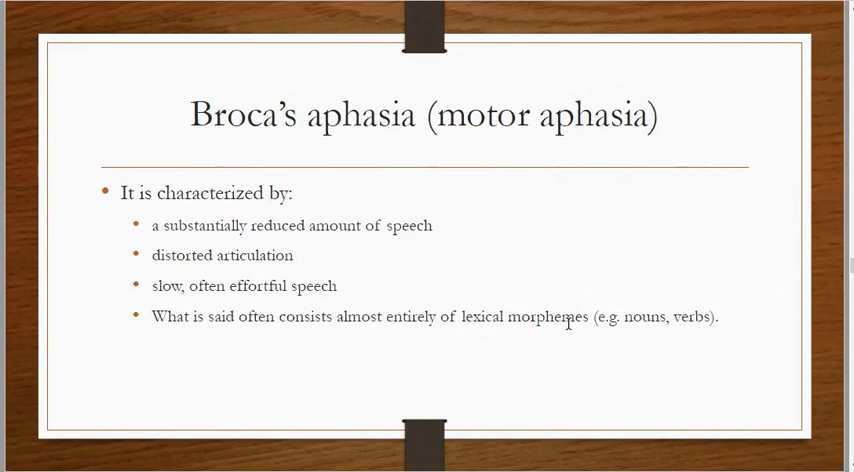 Broca’s aphasia (motor aphasia)
• It is characterized by:
• a substantially reduced amount of speech
• distorted articulation
• slow, often effortful speech
• What is said often consists almost entirely of lexical morphemes (e.g. nouns, verbs).